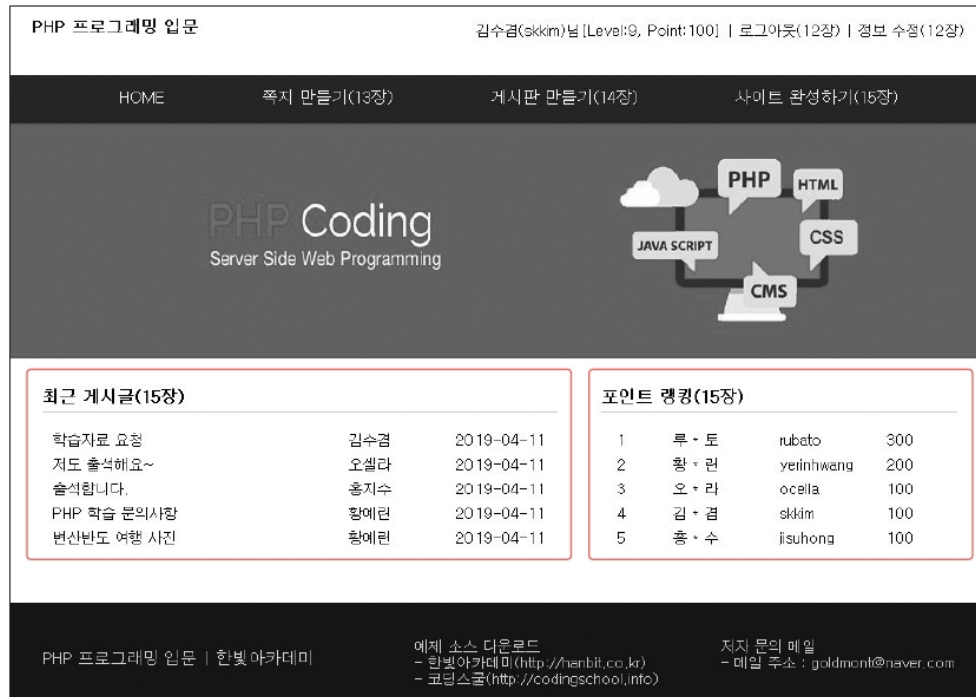 PHP 프로그래밍 입문
김수겸(skkim)님[Level:9, Point:100] | 로그아웃(12장) | 정보 수정(12장)
HOME 쪽지 만들기(13장) 게시판 만들기(14장) 사이트 완성하기(15장)
PHP Coding
Server Side Web Programming
PHP
HTML
JAVA SCRIPT
CSS
CMS
최근 게시글(15장)
학습자료 요청 김수겸 2019-04-11
저도 출석해요~ 오셀라 2019-04-11
출석합니다. 홍지수 2019-04-11
PHP 학습 문의사항 황예린 2019-04-11
변산반도 여행 사진 황예린 2019-04-11
포인트 랭킹(15장)
1 루*토 rubato 300
2 황*린 yerinhwang 200
3 오*라 ocella 100
4 김*겸 skkim 100
5 홍*수 jisuhong 100
PHP 프로그래밍 입문 | 한빛아카데미
예제 소스 다운로드
- 한빛아카데미(http://hanbit.co.kr)
- 코딩스쿨(http://codingschool.info)
저자 문의 메일
- 메일 주소 : goldmont@naver.com